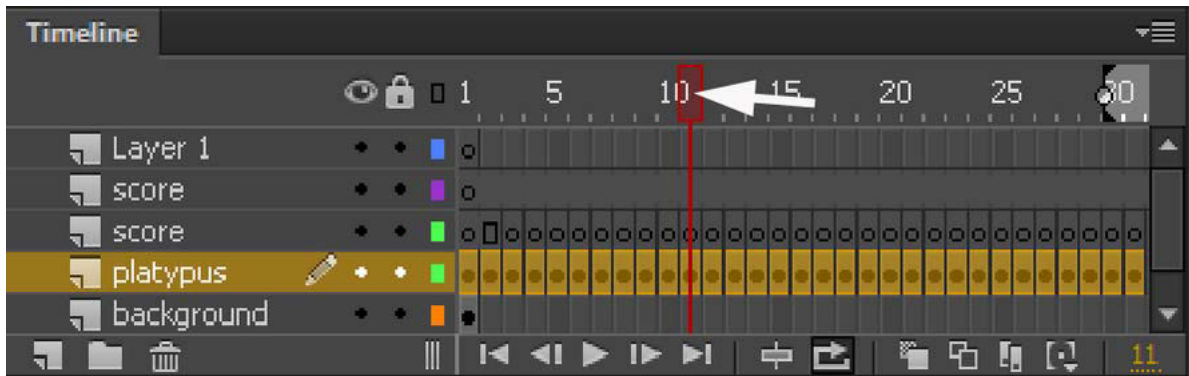 Timeline
1 5 10 15 20 25 30
Layer 1
score
score
platypus
background
11